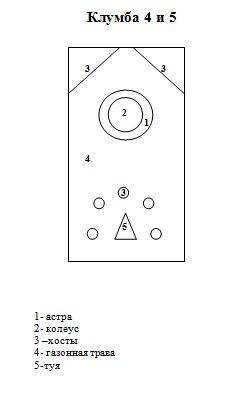 Клумба 4 и 5
3 3
2
1
4
3
5
1- астра
2- колеус
3 –хосты
4- газонная трава
5-туя